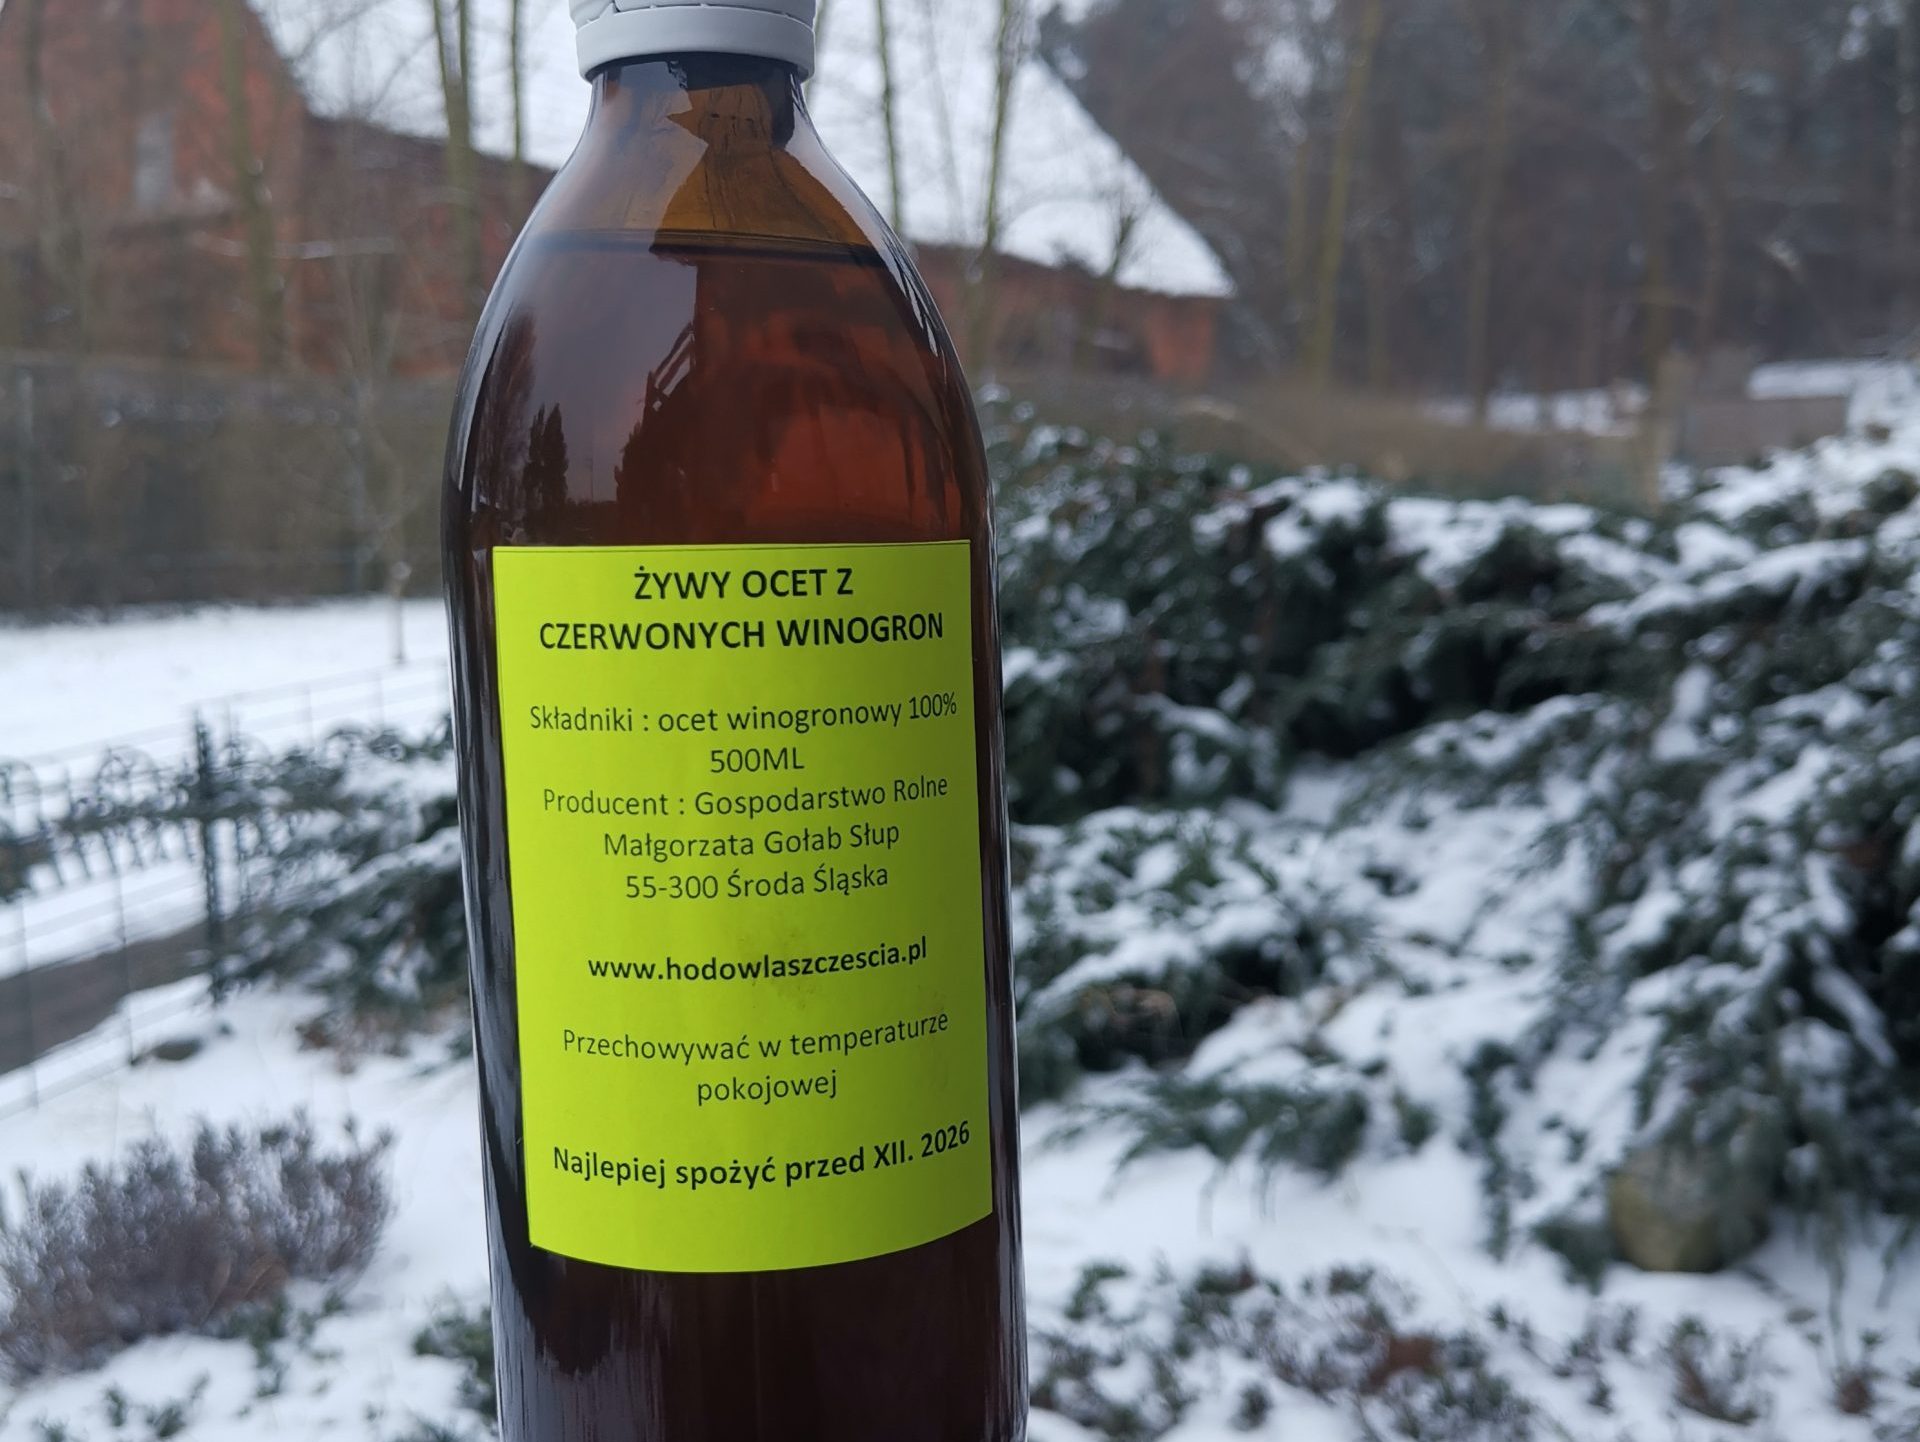 ŻYWY OCET Z
CZERWONYCH WINOGRON
Składniki : ocet winogronowy 100%
500ML
Producent : Gospodarstwo Rolne
Małgorzata Gołab Słup
55-300 Środa Śląska
www.hodowlaszczescia.pl
Przechowywać w temperaturze
pokojowej
Najlepiej spożyć przed XII. 2026